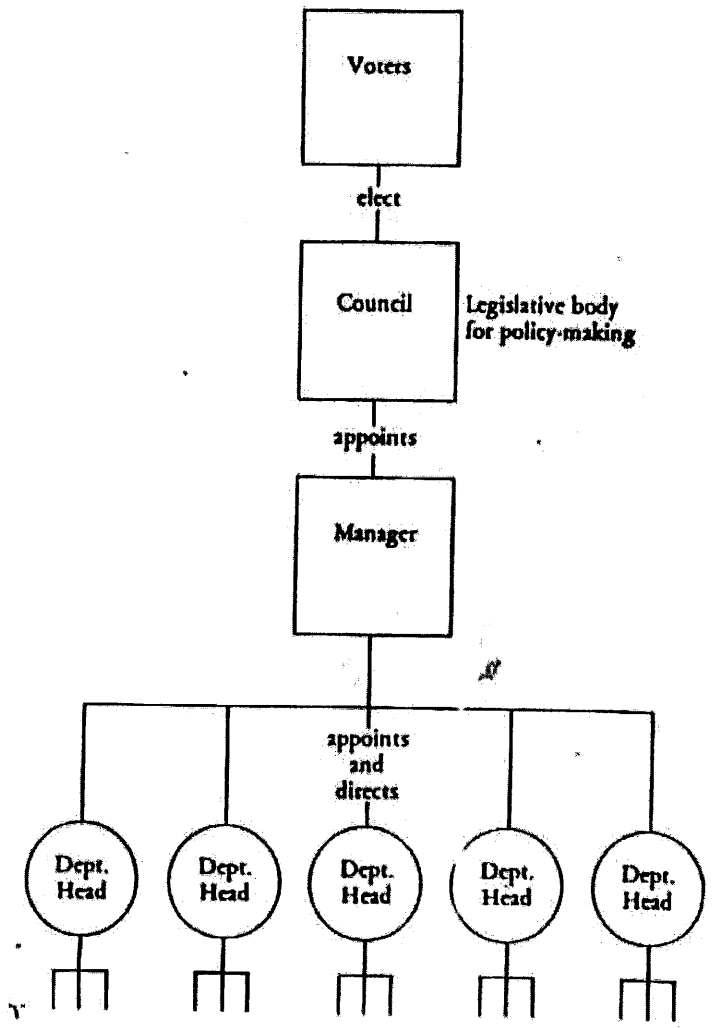 Voters
elect
Council
Legislative body
for policy-making
appoints
Manager
appoints
and
directs
Dept.
Head
Dept.
Head
Dept.
Head
Dept.
Head
Dept.
Head